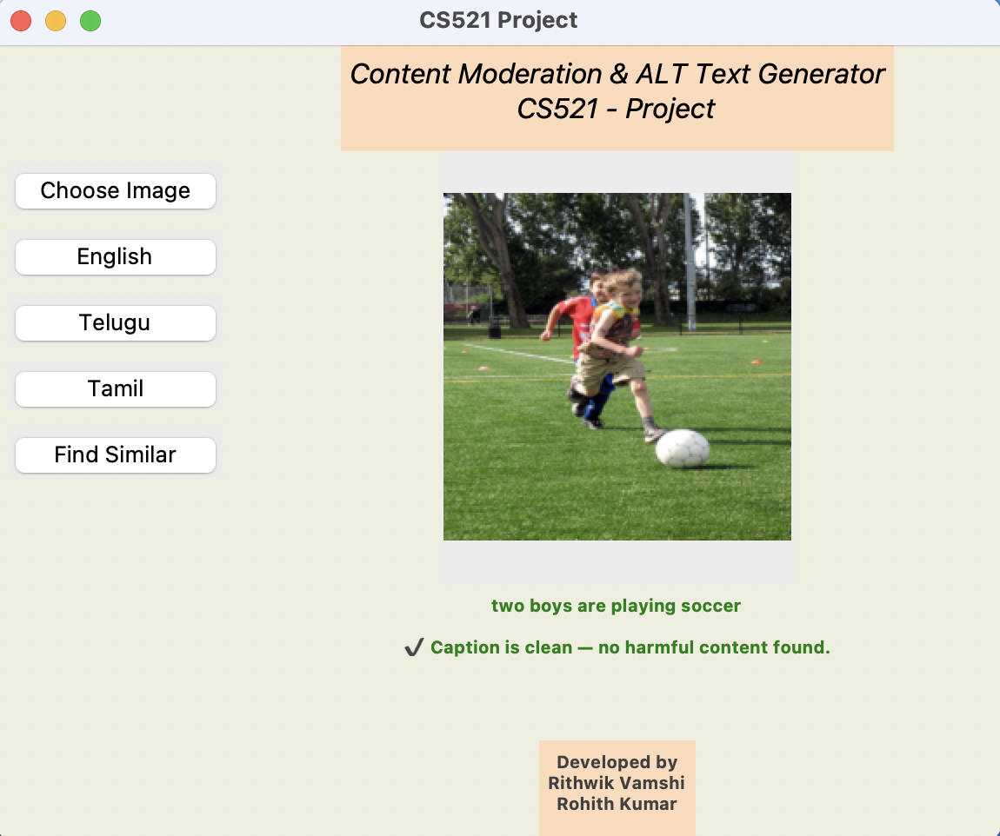 CS521 Project
Content Moderation & ALT Text Generator
CS521 - Project
Choose Image
English
Telugu
Tamil
Find Similar
two boys are playing soccer
✔ Caption is clean — no harmful content found.
Developed by
Rithwik Vamshi
Rohith Kumar